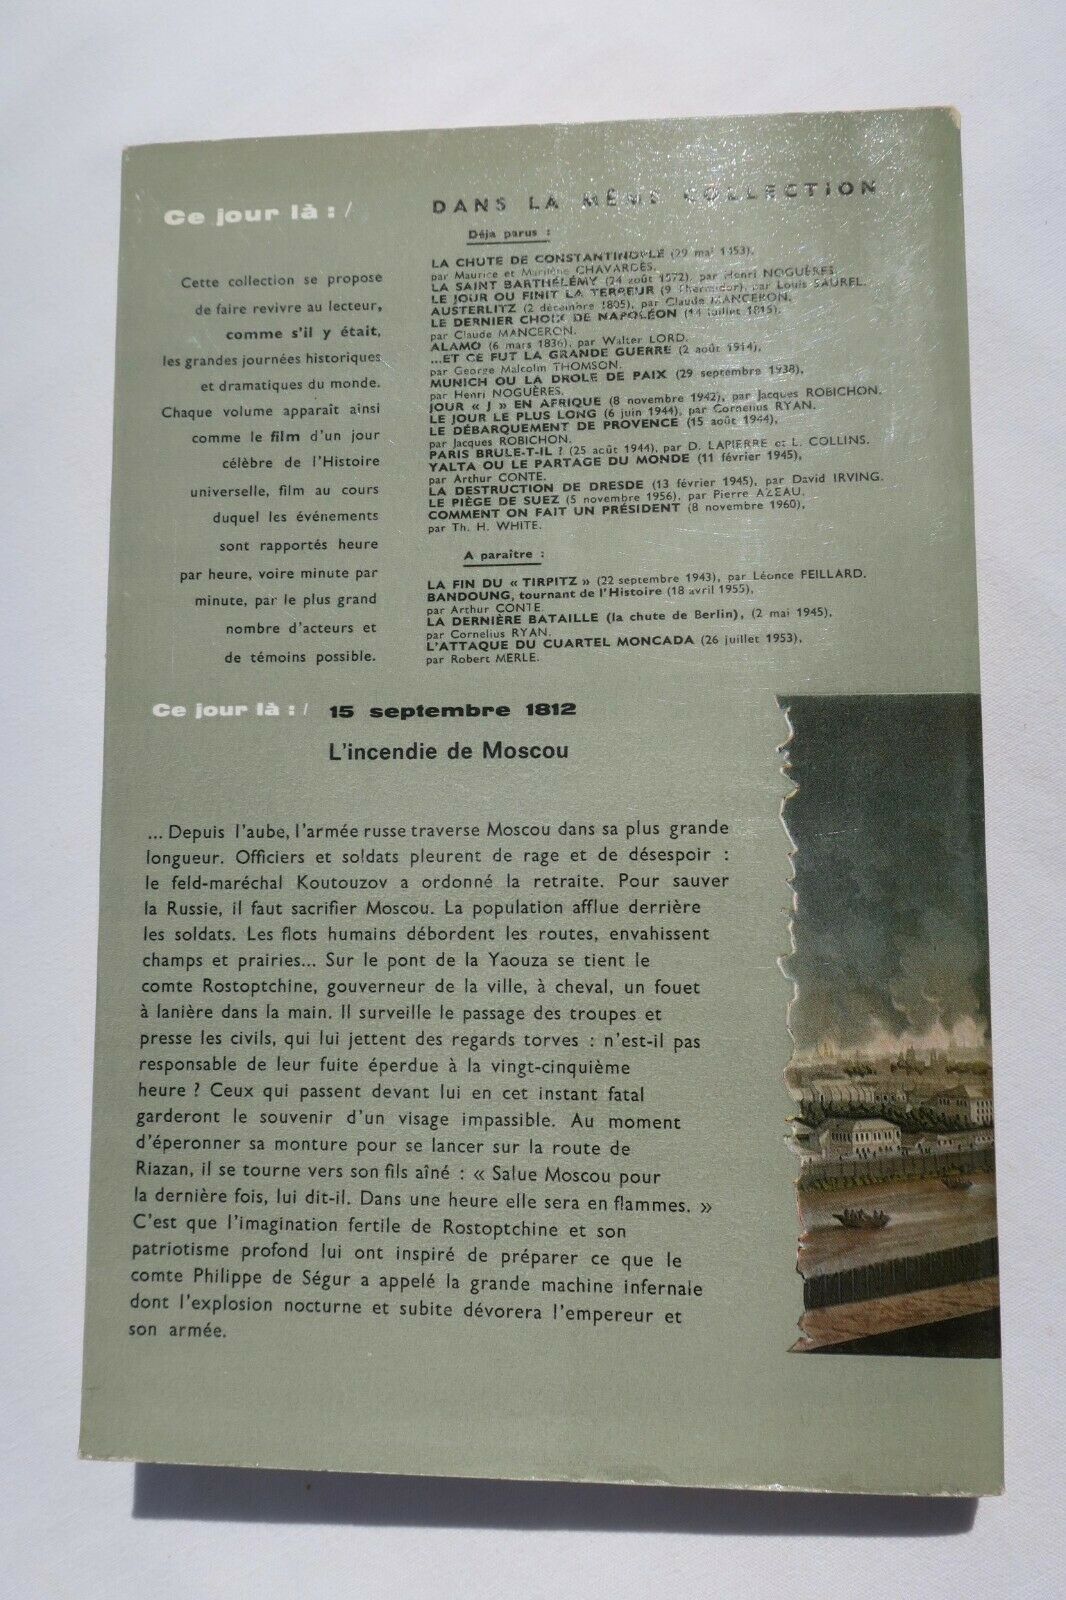 Ce jour là : /
Cette collection se propose
de faire revivre au lecteur,
comme s'il y était,
les grandes journées historiques
et dramatiques du monde.
Chaque volume apparaît ainsi
comme le film d'un jour
célèbre de l'Histoire
universelle, film au cours
duquel les événements
sont rapportés heure
par heure, voire minute par
minute, par le plus grand
nombre d'acteurs et
de témoins possible.
DANS LA MÊME COLLECTION
Déja parus :
LA CHUTE DE CONSTANTINOPLE (29 mai 1453),
par Maurice et Marilène CHAVARDÈS.
LA SAINT BARTHÉLÉMY (24 août 1572), par Henri NOGUÈRES.
LE JOUR OU FINIT LA TERREUR (9 Thermidor), par Louis SAUREL.
AUSTERLITZ (2 décembre 1805), par Claude MANCERON.
LE DERNIER CHOIX DE NAPOLÉON (14 juillet 1815),
par Claude MANCERON.
ALAMO (6 mars 1836), par Walter LORD.
...ET CE FUT LA GRANDE GUERRE (2 août 1914),
par George Malcolm THOMSON.
MUNICH OU LA DROLE DE PAIX (29 septembre 1938),
par Henri NOGUÈRES.
JOUR « J » EN AFRIQUE (8 novembre 1942), par Jacques ROBICHON.
LE JOUR LE PLUS LONG (6 juin 1944), par Cornelius RYAN.
LE DÉBARQUEMENT DE PROVENCE (15 août 1944),
par Jacques ROBICHON.
PARIS BRULE-T-IL ? (25 août 1944), par D. LAPIERRE et L. COLLINS.
YALTA OU LE PARTAGE DU MONDE (11 février 1945),
par Arthur CONTE.
LA DESTRUCTION DE DRESDE (13 février 1945), par David IRVING.
LE PIÈGE DE SUEZ (5 novembre 1956), par Pierre AZEAU.
COMMENT ON FAIT UN PRÉSIDENT (8 novembre 1960),
par Th. H. WHITE.
A paraître :
LA FIN DU « TIRPITZ » (22 septembre 1943), par Léonce PEILLARD.
BANDOUNG, tournant de l'Histoire (18 avril 1955),
par Arthur CONTE.
LA DERNIÈRE BATAILLE (la chute de Berlin), (2 mai 1945),
par Cornelius RYAN.
L'ATTAQUE DU CUARTEL MONCADA (26 juillet 1953),
par Robert MERLE.
Ce jour là : / 15 septembre 1812
L'incendie de Moscou
... Depuis l'aube, l'armée russe traverse Moscou dans sa plus grande
longueur. Officiers et soldats pleurent de rage et de désespoir :
le feld-maréchal Koutouzov a ordonné la retraite. Pour sauver
la Russie, il faut sacrifier Moscou. La population afflue derrière
les soldats. Les flots humains débordent les routes, envahissent
champs et prairies... Sur le pont de la Yaouza se tient le
comte Rostoptchine, gouverneur de la ville, à cheval, un fouet
à lanière dans la main. Il surveille le passage des troupes et
presse les civils, qui lui jettent des regards torves : n'est-il pas
responsable de leur fuite éperdue à la vingt-cinquième
heure ? Ceux qui passent devant lui en cet instant fatal
garderont le souvenir d'un visage impassible. Au moment
d'éperonner sa monture pour se lancer sur la route de
Riazan, il se tourne vers son fils aîné : « Salue Moscou pour
la dernière fois, lui dit-il. Dans une heure elle sera en flammes. »
C'est que l'imagination fertile de Rostoptchine et son
patriotisme profond lui ont inspiré de préparer ce que le
comte Philippe de Ségur a appelé la grande machine infernale
dont l'explosion nocturne et subite dévorera l'empereur et
son armée.